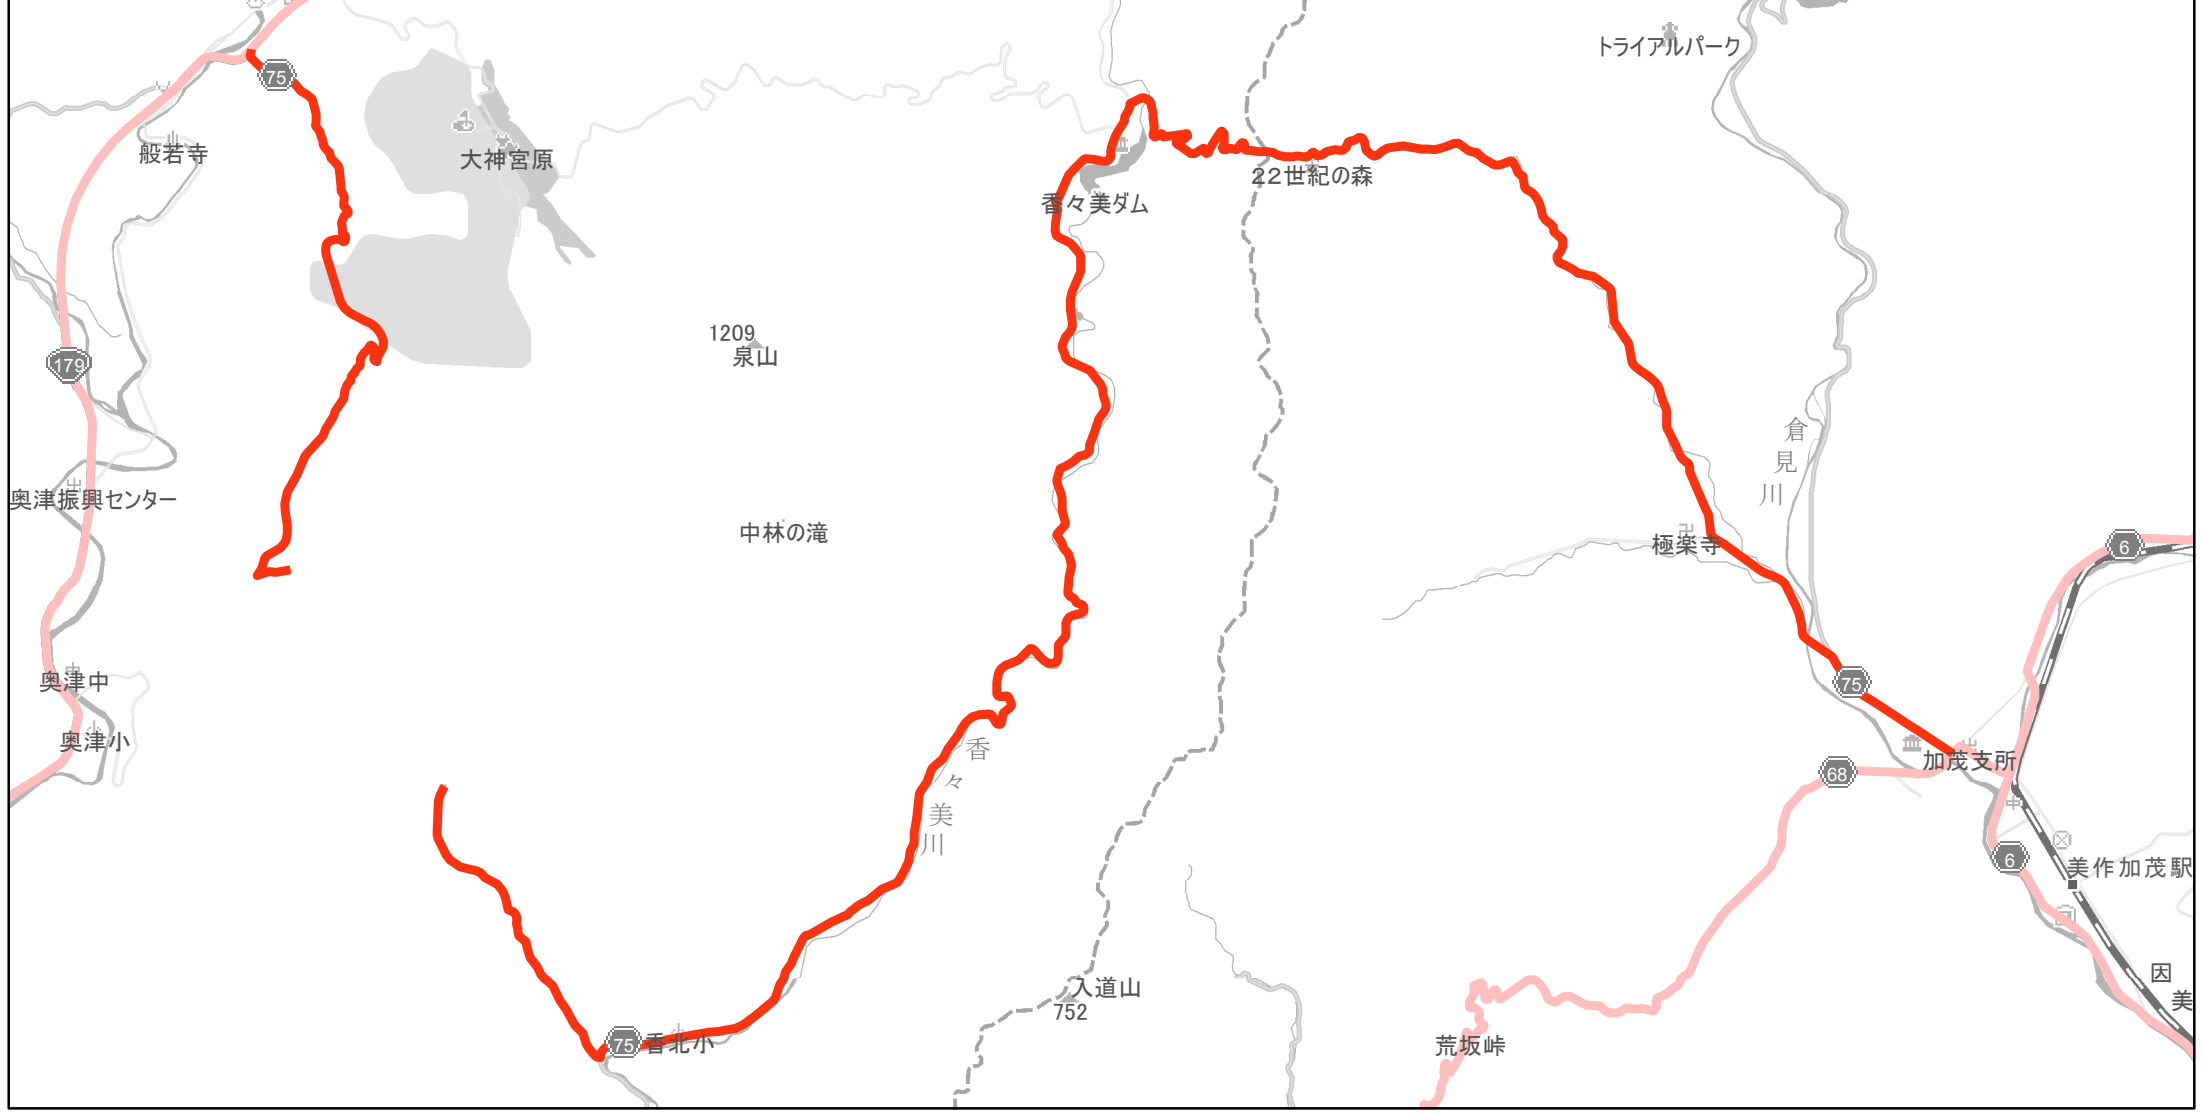 トライアルパーク
75
般若寺
大神宮原
22世紀の森
香々美ダム
1209
泉山
179
倉見川
奥津振興センター
中林の滝
極楽寺
6
奥津中
75
奥津小
香々美川
加茂支所
68
6
美作加茂駅
入道山
752
因美
75
香北小
荒坂峠